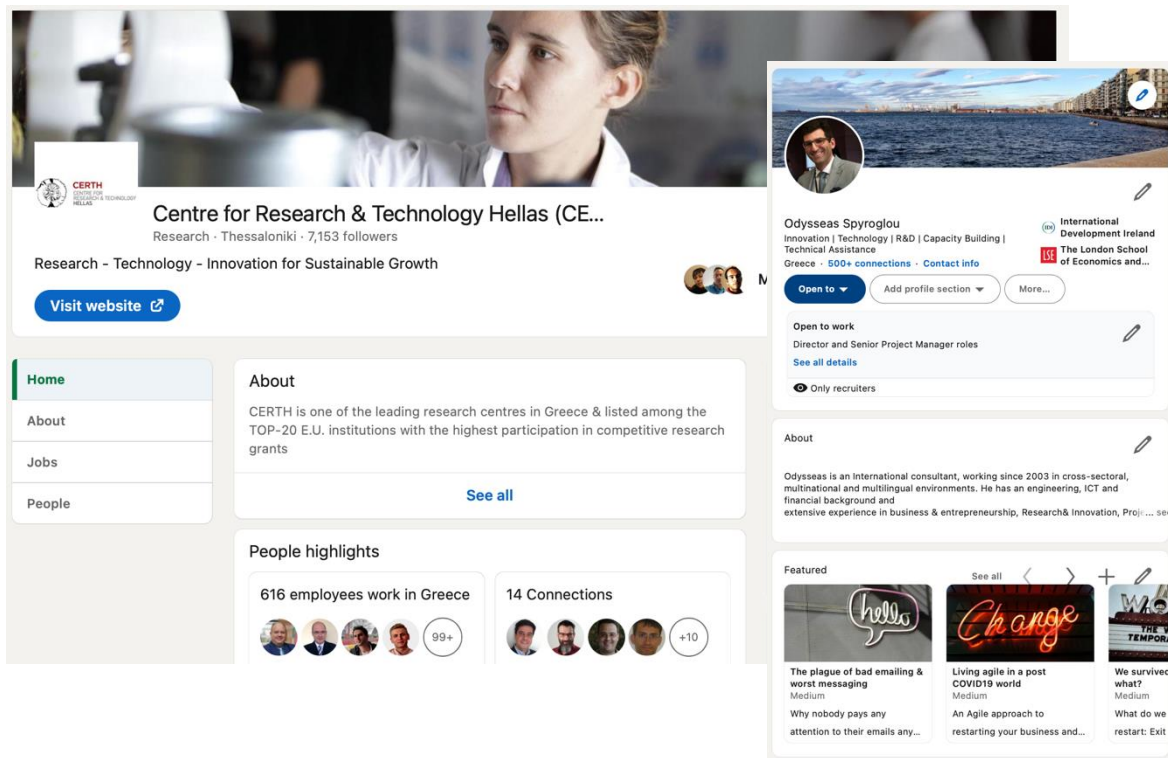 CERTH
CENTRE FOR
RESEARCH & TECHNOLOGY
HELLAS
Centre for Research & Technology Hellas (CE...
Research · Thessaloniki · 7,153 followers
Research - Technology - Innovation for Sustainable Growth
M
Visit website
Home
About
Jobs
People
About
CERTH is one of the leading research centres in Greece & listed among the
TOP-20 E.U. institutions with the highest participation in competitive research
grants
See all
People highlights
616 employees work in Greece
99+
14 Connections
+10
Odysseas Spyroglou
Innovation | Technology | R&D | Capacity Building |
Technical Assistance
Greece · 500+ connections · Contact info
International
Development Ireland
LSE
The London School
of Economics and...
Open to
Add profile section
More...
Open to work
Director and Senior Project Manager roles
See all details
Only recruiters
About
Odysseas is an International consultant, working since 2003 in cross-sectoral,
multinational and multilingual environments. He has an engineering, ICT and
financial background and
extensive experience in business & entrepreneurship, Research& Innovation, Proje... see
Featured
See all
hello
The plague of bad emailing &
worst messaging
Medium
Why nobody pays any
attention to their emails any...
Change
Living agile in a post
COVID19 world
Medium
An Agile approach to
restarting your business and...
THE W
TEMPORA
We survived
what?
Medium
What do we
restart: Exit